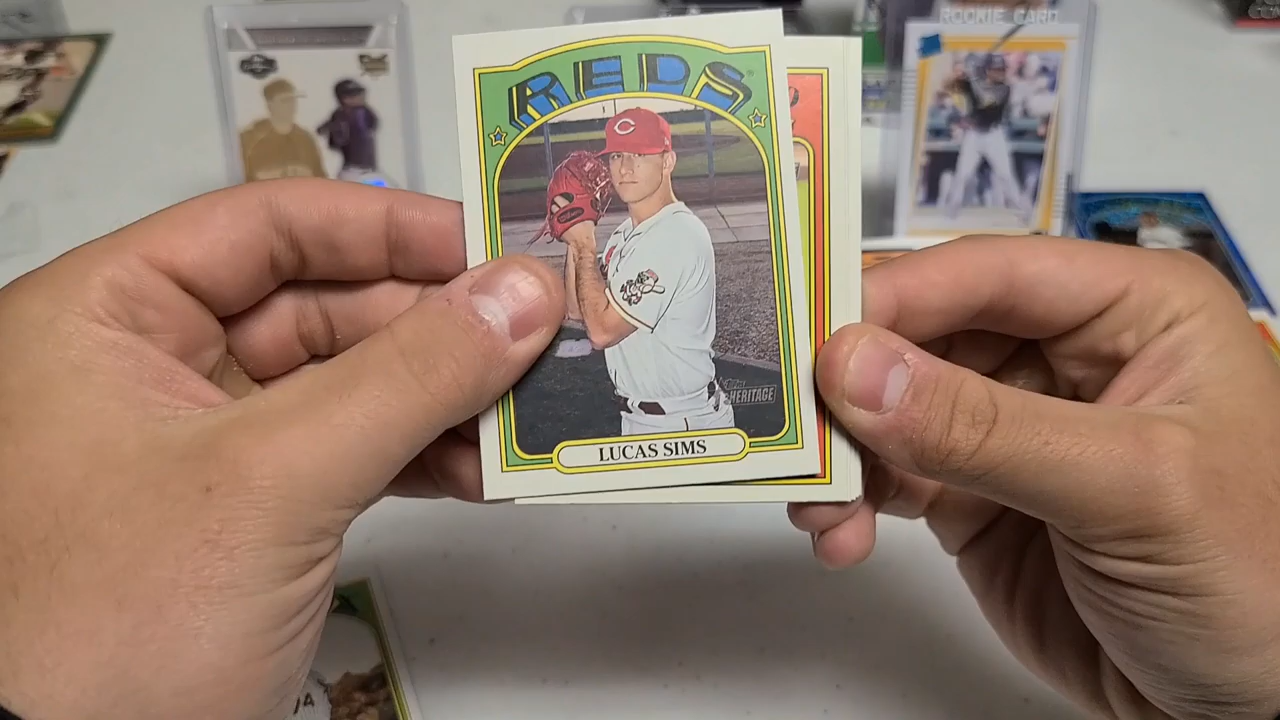 ROOKIE CARD
REDS
C
Topps
HERITAGE
LUCAS SIMS